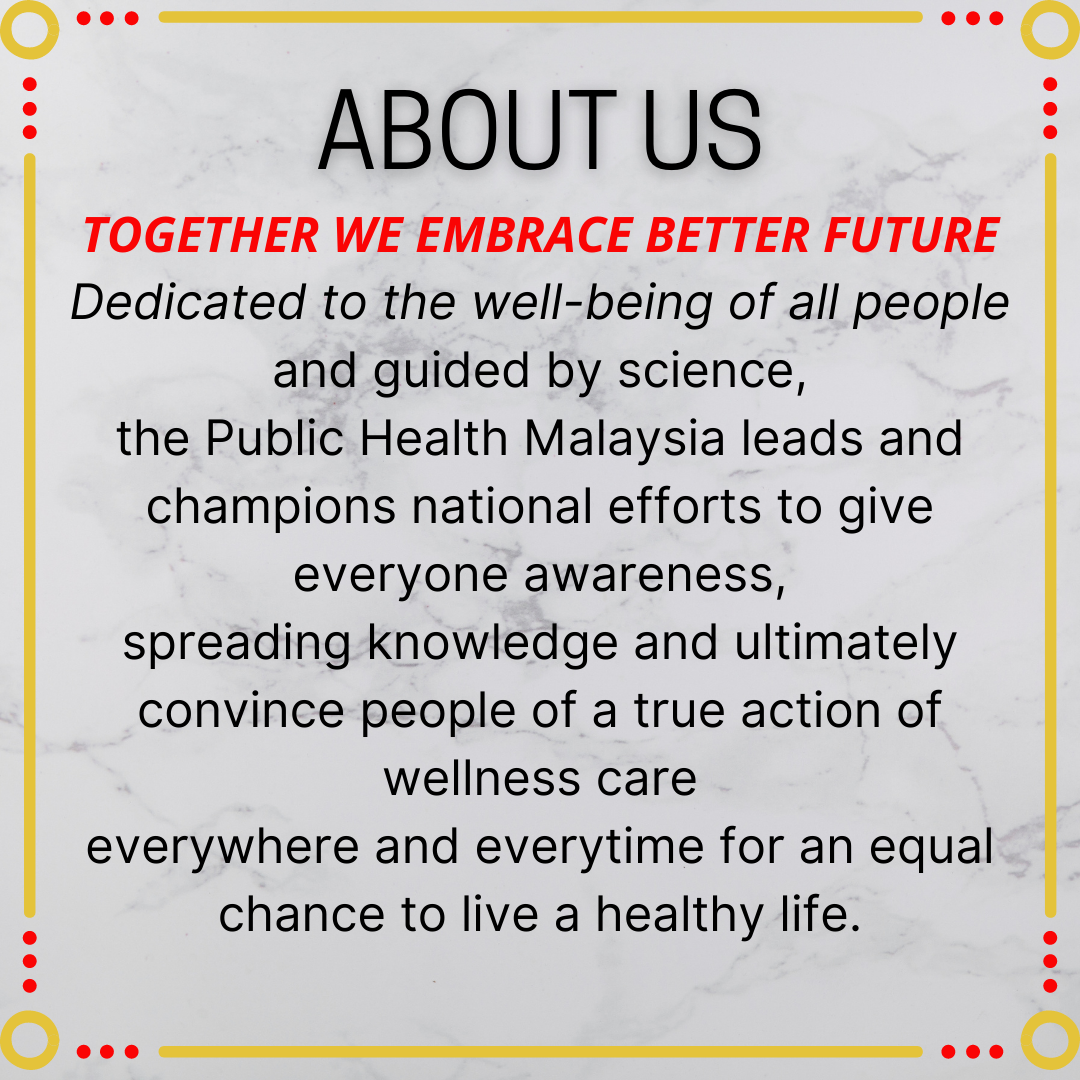 ABOUT US
TOGETHER WE EMBRACE BETTER FUTURE
Dedicated to the well-being of all people
and guided by science,
the Public Health Malaysia leads and
champions national efforts to give
everyone awareness,
spreading knowledge and ultimately
convince people of a true action of
wellness care
everywhere and everytime for an equal
chance to live a healthy life.